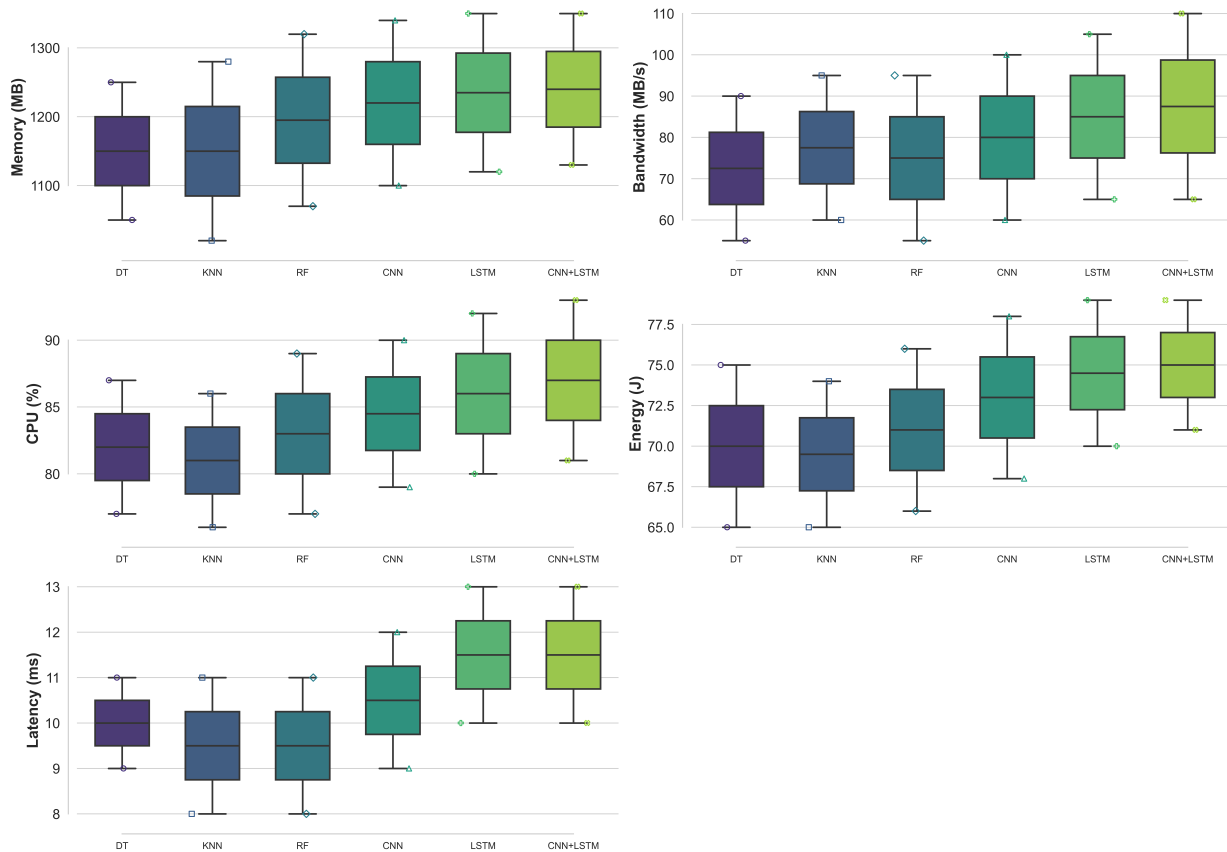 Memory (MB)
1300
1200
1100
DT KNN RF CNN LSTM CNN+LSTM
Bandwidth (MB/s)
110
100
90
80
70
60
DT KNN RF CNN LSTM CNN+LSTM
CPU (%)
90
85
80
DT KNN RF CNN LSTM CNN+LSTM
Energy (J)
77.5
75.0
72.5
70.0
67.5
65.0
DT KNN RF CNN LSTM CNN+LSTM
Latency (ms)
13
12
11
10
9
8
DT KNN RF CNN LSTM CNN+LSTM